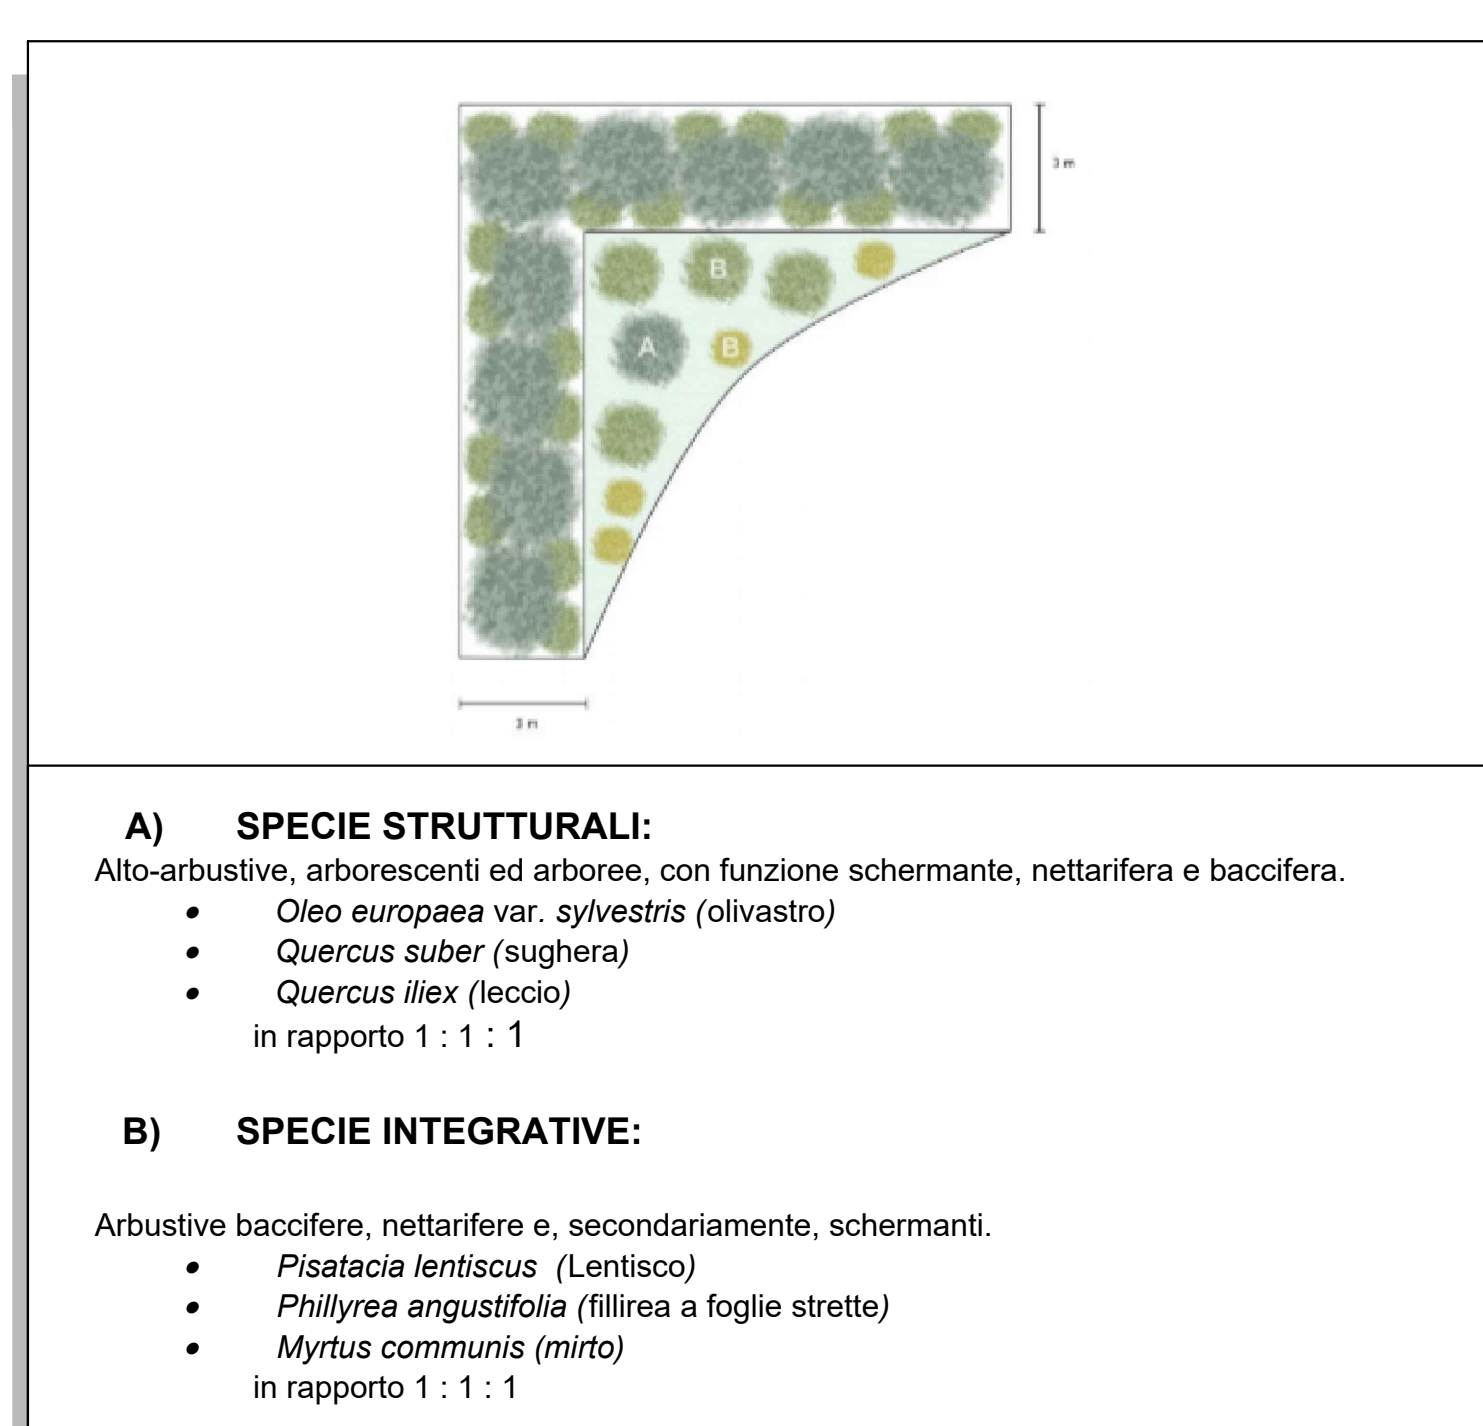 3 m
B
A
B
3 m
A) SPECIE STRUTTURALI:
Alto-arbustive, arborescenti ed arboree, con funzione schermante, nettarifera e baccifera.
• Oleo europaea var. sylvestris (olivastro)
• Quercus suber (sughera)
• Quercus iliex (leccio)
in rapporto 1 : 1 : 1
B) SPECIE INTEGRATIVE:
Arbustive baccifere, nettarifere e, secondariamente, schermanti.
• Pisatacia lentiscus (Lentisco)
• Phillyrea angustifolia (fillirea a foglie strette)
• Myrtus communis (mirto)
in rapporto 1 : 1 : 1